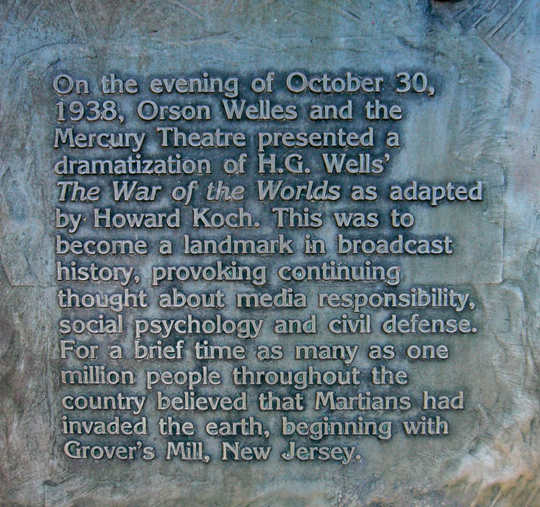 On the evening of October 30,
1938, Orson Welles and the
Mercury Theatre presented a
dramatization of H.G. Wells'
The War of the Worlds as adapted
by Howard Koch. This was to
become a landmark in broadcast
history, provoking continuing
thought about media responsibility,
social psychology and civil defense.
For a brief time as many as one
million people throughout the
country believed that Martians had
invaded the earth, beginning with
Grover's Mill, New Jersey.